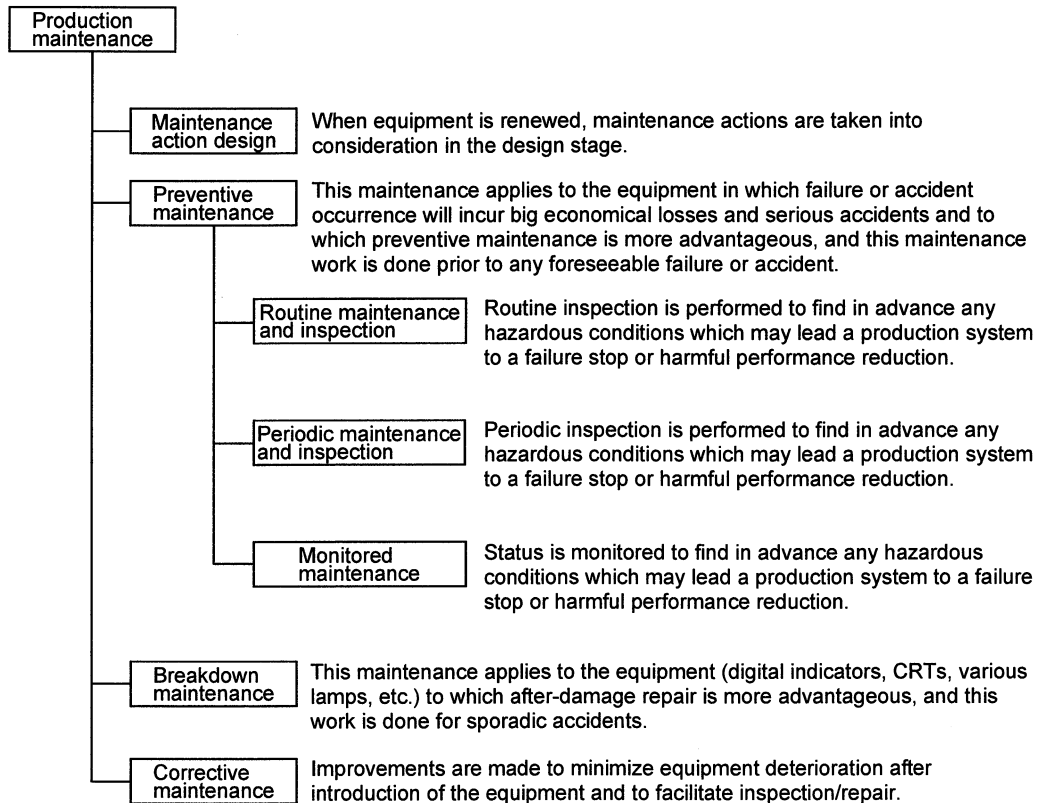 Production
maintenance
Maintenance
action design
When equipment is renewed, maintenance actions are taken into
consideration in the design stage.
Preventive
maintenance
This maintenance applies to the equipment in which failure or accident
occurrence will incur big economical losses and serious accidents and to
which preventive maintenance is more advantageous, and this maintenance
work is done prior to any foreseeable failure or accident.
Routine maintenance
and inspection
Routine inspection is performed to find in advance any
hazardous conditions which may lead a production system
to a failure stop or harmful performance reduction.
Periodic maintenance
and inspection
Periodic inspection is performed to find in advance any
hazardous conditions which may lead a production system
to a failure stop or harmful performance reduction.
Monitored
maintenance
Status is monitored to find in advance any hazardous
conditions which may lead a production system to a failure
stop or harmful performance reduction.
Breakdown
maintenance
This maintenance applies to the equipment (digital indicators, CRTs, various
lamps, etc.) to which after-damage repair is more advantageous, and this
work is done for sporadic accidents.
Corrective
maintenance
Improvements are made to minimize equipment deterioration after
introduction of the equipment and to facilitate inspection/repair.